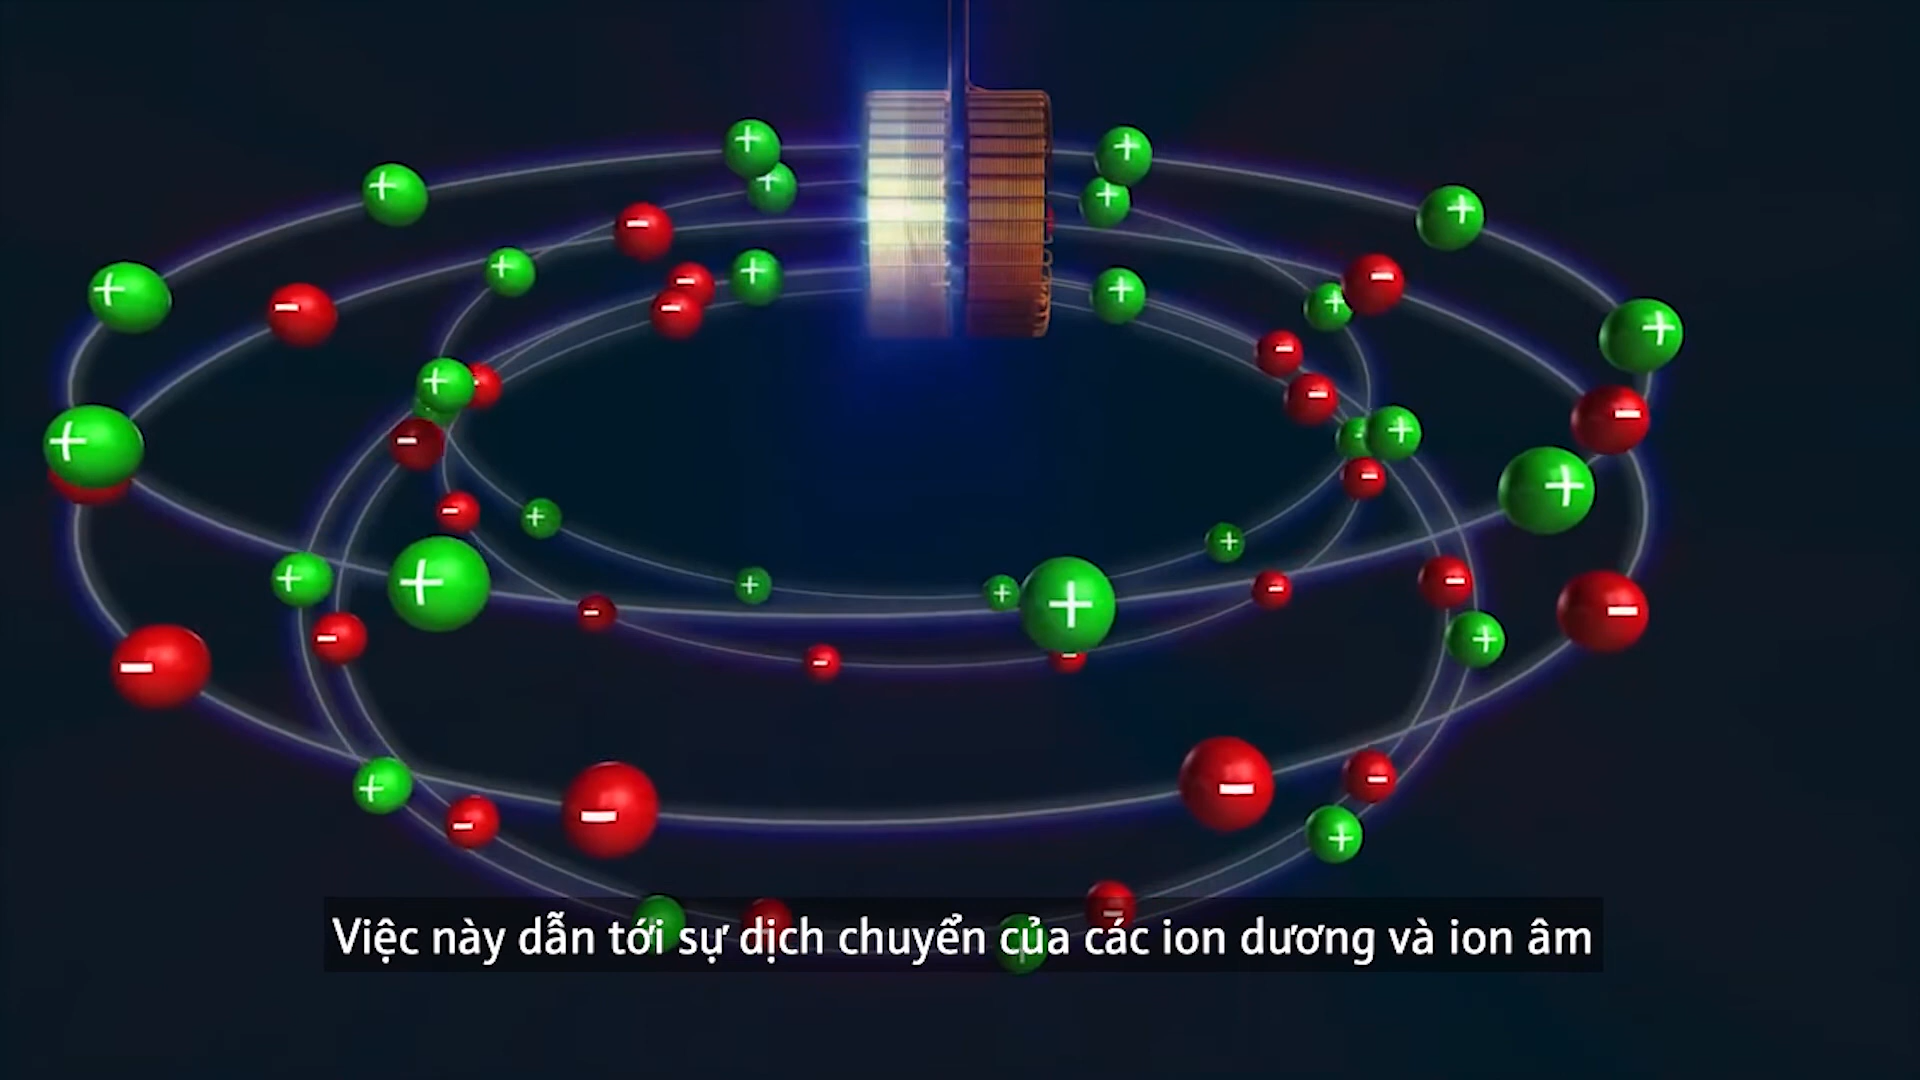 Việc này dẫn tới sự dịch chuyển của các ion dương và ion âm